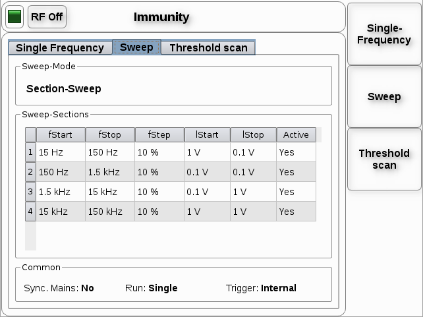 RF Off
Immunity
Single Frequency Sweep Threshold scan
Sweep-Mode
Section-Sweep
Sweep-Sections
fStart fStop fStep lStart lStop Active
1 15 Hz 150 Hz 10 % 1 V 0.1 V Yes
2 150 Hz 1.5 kHz 10 % 0.1 V 0.1 V Yes
3 1.5 kHz 15 kHz 10 % 0.1 V 1 V Yes
4 15 kHz 150 kHz 10 % 1 V 1 V Yes
Common
Sync. Mains: No Run: Single Trigger: Internal
Single-
Frequency
Sweep
Threshold
scan